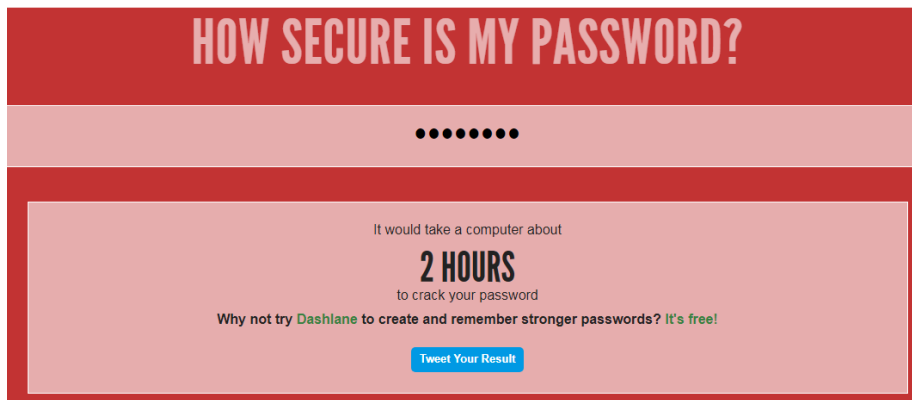 HOW SECURE IS MY PASSWORD?
••••••••
It would take a computer about
2 HOURS
to crack your password
Why not try Dashlane to create and remember stronger passwords? It's free!
Tweet Your Result